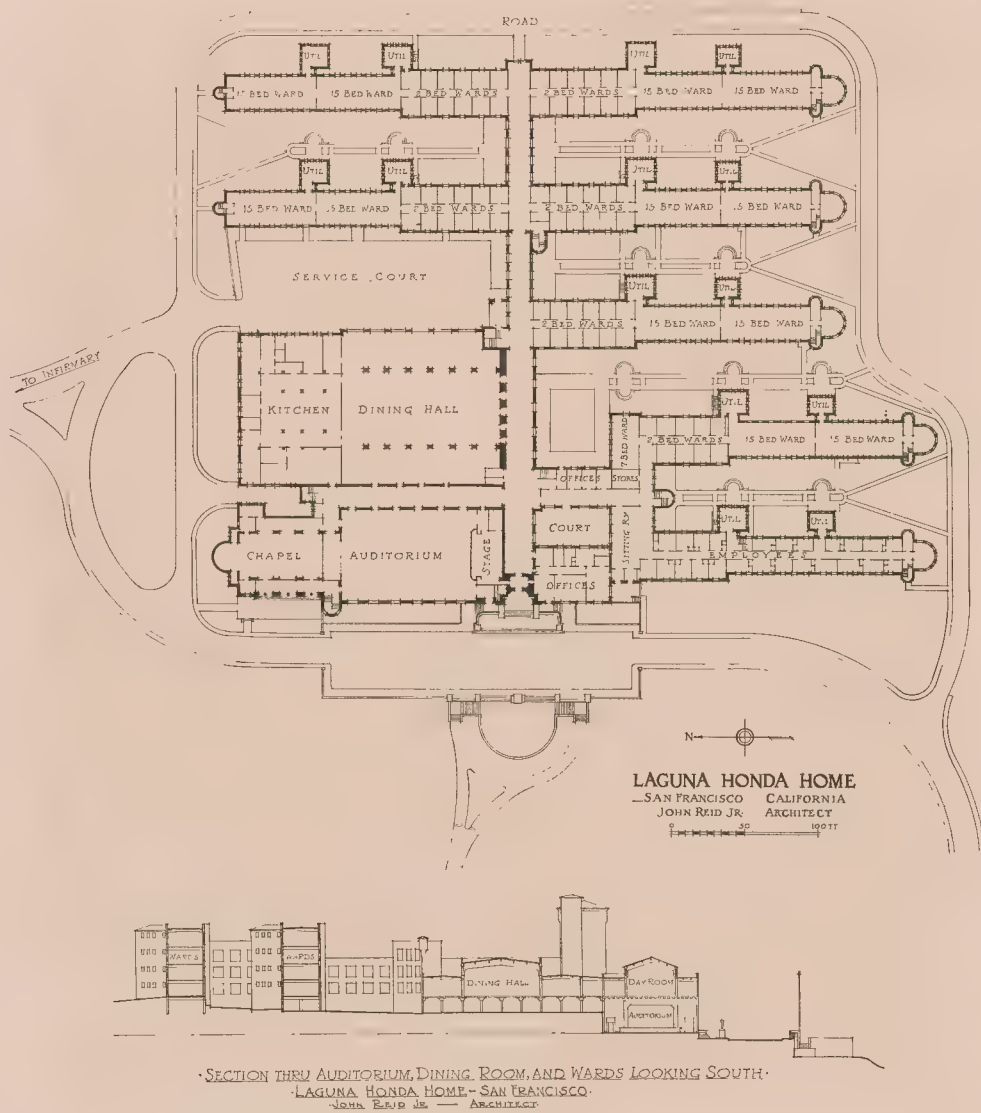 ROAD
UTIL UTIL UTIL UTIL
15 BED WARD 15 BED WARD 2 BED WARDS 2 BED WARDS 15 BED WARD 15 BED WARD
UTIL UTIL UTIL UTIL
15 BED WARD 15 BED WARD 2 BED WARDS 2 BED WARDS 15 BED WARD 15 BED WARD
SERVICE COURT
UTIL UTIL
2 BED WARDS 15 BED WARD 15 BED WARD
TO INFIRMARY
KITCHEN DINING HALL
UTIL UTIL
7 BED WARD 2 BED WARDS 15 BED WARD 15 BED WARD
OFFICES STORES
COURT SITTING RY UTIL UTIL
CHAPEL AUDITORIUM STAGE EMPLOYEES
OFFICES
N
LAGUNA HONDA HOME
SAN FRANCISCO CALIFORNIA
JOHN REID JR. ARCHITECT
0 50 100 FT
WARDS WARDS DINING HALL DAY ROOM
AUDITORIUM
·SECTION THRU AUDITORIUM, DINING ROOM, AND WARDS LOOKING SOUTH·
·LAGUNA HONDA HOME - SAN FRANCISCO·
·JOHN REID JR — ARCHITECT·